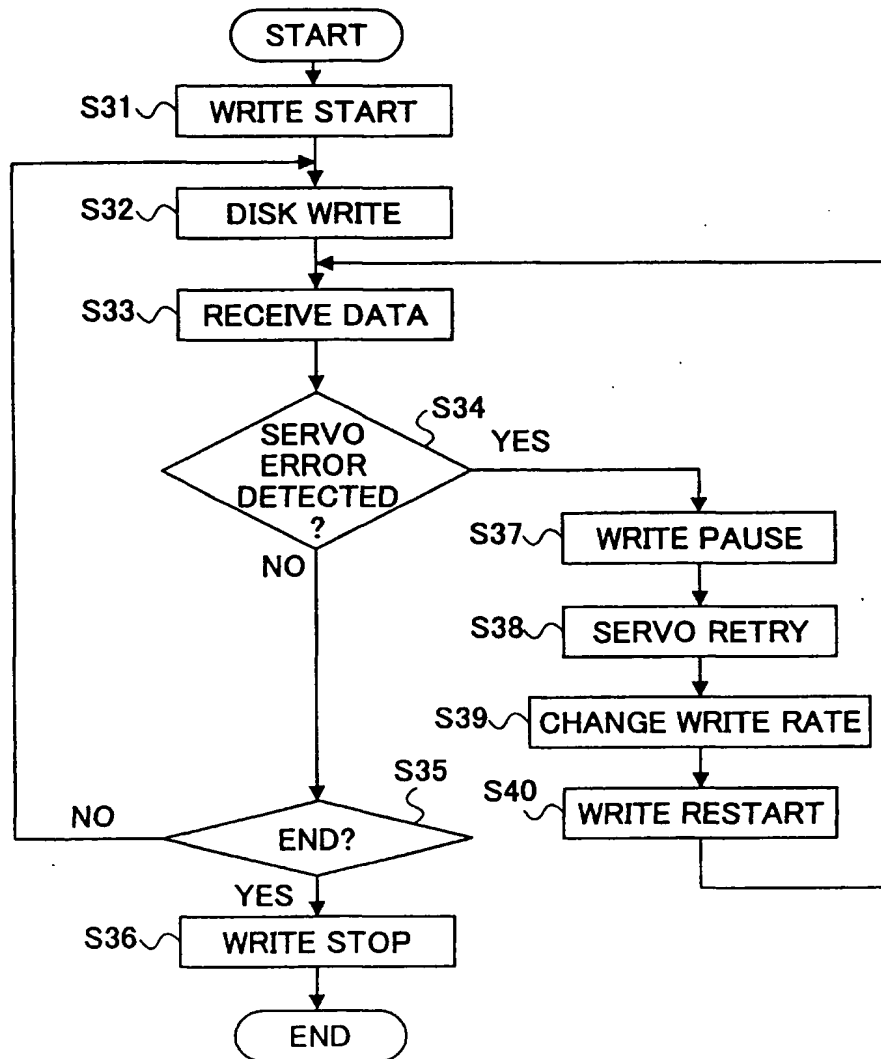 START
S31
WRITE START
S32
DISK WRITE
S33
RECEIVE DATA
S34
SERVO
ERROR
DETECTED
?
YES
NO
S37
WRITE PAUSE
S38
SERVO RETRY
S39
CHANGE WRITE RATE
S40
WRITE RESTART
S35
NO
END?
YES
S36
WRITE STOP
END